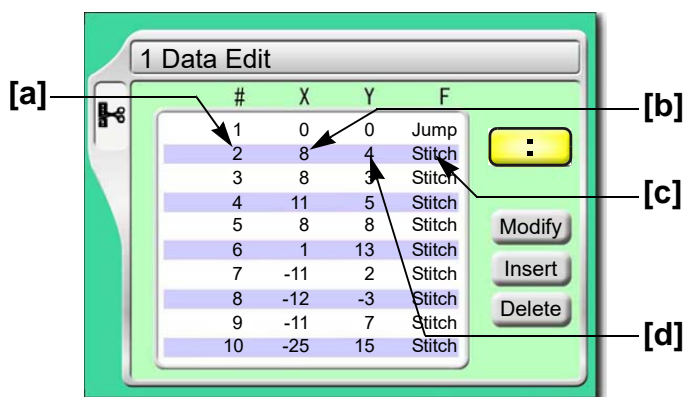 1 Data Edit
[a]
# X Y F
[b]
1 0 0 Jump
:
2 8 4 Stitch
3 8 3 Stitch
[c]
4 11 5 Stitch
5 8 8 Stitch
Modify
6 1 13 Stitch
7 -11 2 Stitch
Insert
8 -12 -3 Stitch
Delete
9 -11 7 Stitch
[d]
10 -25 15 Stitch